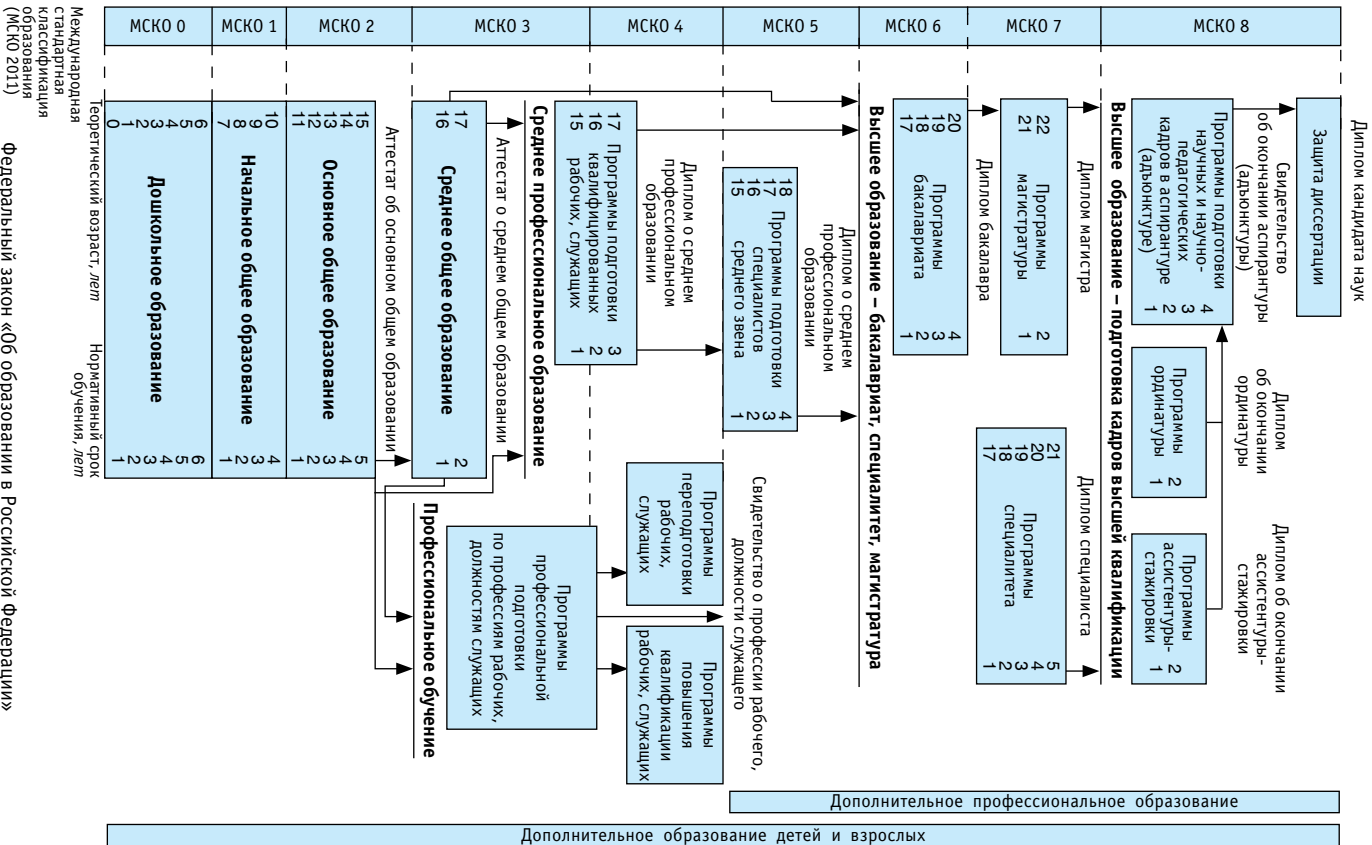 МСКО 0
МСКО 1
МСКО 2
МСКО 3
МСКО 4
МСКО 5
МСКО 6
МСКО 7
МСКО 8
Международная
стандартная
классификация
образования
(МСКО 2011)
Диплом кандидата наук
Защита диссертации
Свидетельство
об окончании аспирантуры
(адъюнктуры)
Диплом
об окончании
ординатуры
Диплом об окончании
ассистентуры-
стажировки
Программы подготовки
научных и научно-
педагогических
кадров в аспирантуре
(адъюнктуре)
4
3
2
1
Программы
ординатуры
2
1
Программы
ассистентуры-
стажировки
2
1
Высшее образование – подготовка кадров высшей квалификации
Диплом магистра
Диплом специалиста
22
21
Программы
магистратуры
2
1
21
20
19
18
17
Программы
специалитета
5
4
3
2
1
Диплом бакалавра
20
19
18
17
Программы
бакалавриата
4
3
2
1
Высшее образование – бакалавриат, специалитет, магистратура
Диплом о среднем
профессиональном
образовании
18
17
16
15
Программы подготовки
специалистов
среднего звена
4
3
2
1
Свидетельство о профессии рабочего,
должности служащего
Диплом о среднем
профессиональном
образовании
Программы
переподготовки
рабочих,
служащих
Программы
повышения
квалификации
рабочих, служащих
17
16
15
Программы подготовки
квалифицированных
рабочих, служащих
3
2
1
Среднее профессиональное образование
Программы
профессиональной
подготовки
по профессиям рабочих,
должностям служащих
Аттестат о среднем общем образовании
17
16
Среднее общее образование
2
1
Профессиональное обучение
Аттестат об основном общем образовании
15
14
13
12
11
Основное общее образование
5
4
3
2
1
10
9
8
7
Начальное общее образование
4
3
2
1
6
5
4
3
2
1
0
Дошкольное образование
6
5
4
3
2
1
Теоретический возраст, лет
Нормативный срок
обучения, лет
Дополнительное профессиональное образование
Дополнительное образование детей и взрослых
Федеральный закон «Об образовании в Российской Федерации»